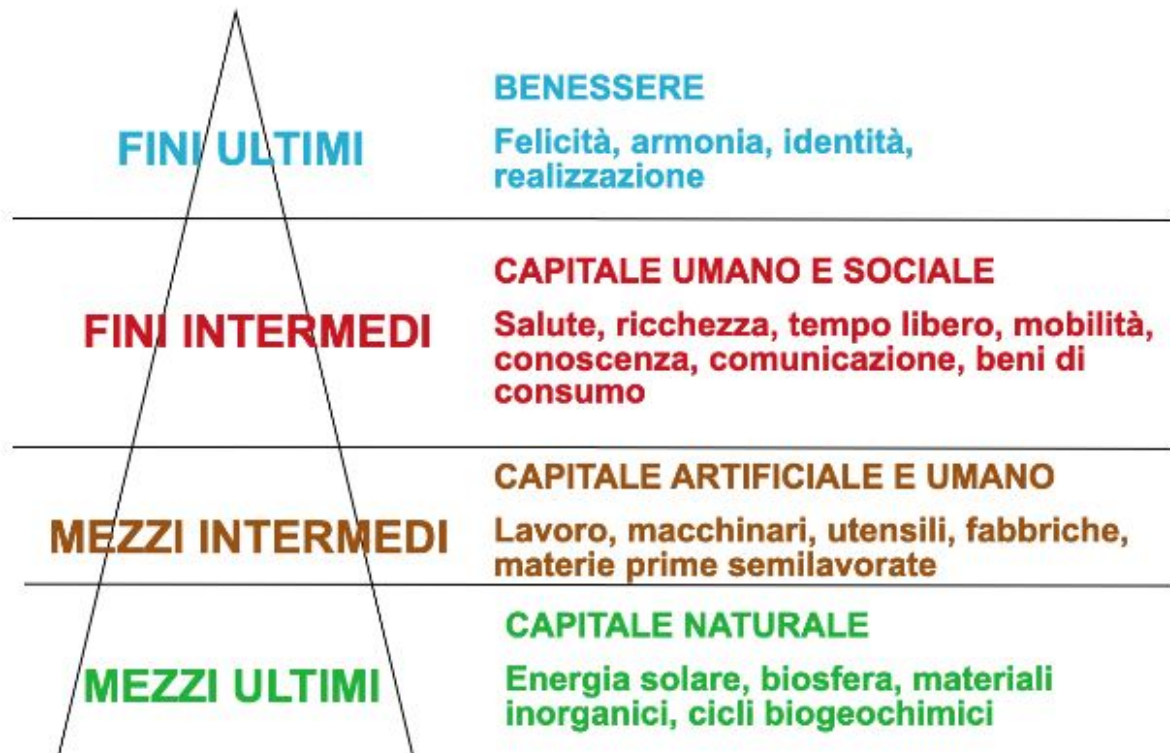 BENESSERE
FINI ULTIMI
Felicità, armonia, identità,
realizzazione
CAPITALE UMANO E SOCIALE
FINI INTERMEDI
Salute, ricchezza, tempo libero, mobilità,
conoscenza, comunicazione, beni di
consumo
CAPITALE ARTIFICIALE E UMANO
MEZZI INTERMEDI
Lavoro, macchinari, utensili, fabbriche,
materie prime semilavorate
CAPITALE NATURALE
MEZZI ULTIMI
Energia solare, biosfera, materiali
inorganici, cicli biogeochimici